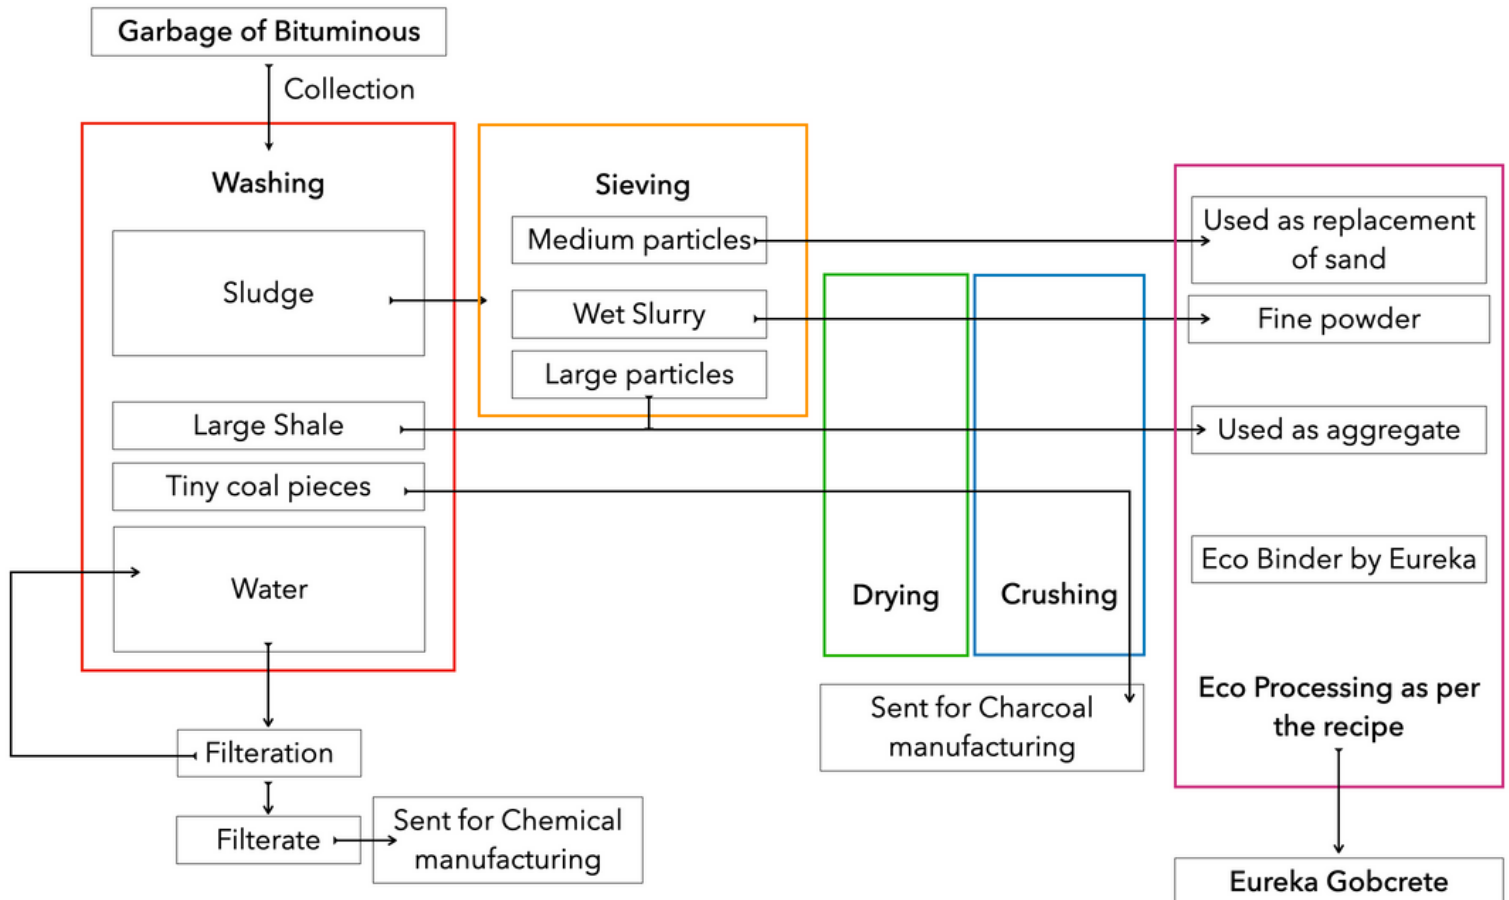 Garbage of Bituminous
Collection
Washing
Sludge
Large Shale
Tiny coal pieces
Water
Filteration
Filterate
Sent for Chemical
manufacturing
Sieving
Medium particles
Wet Slurry
Large particles
Drying
Crushing
Sent for Charcoal
manufacturing
Used as replacement
of sand
Fine powder
Used as aggregate
Eco Binder by Eureka
Eco Processing as per
the recipe
Eureka Gobcrete